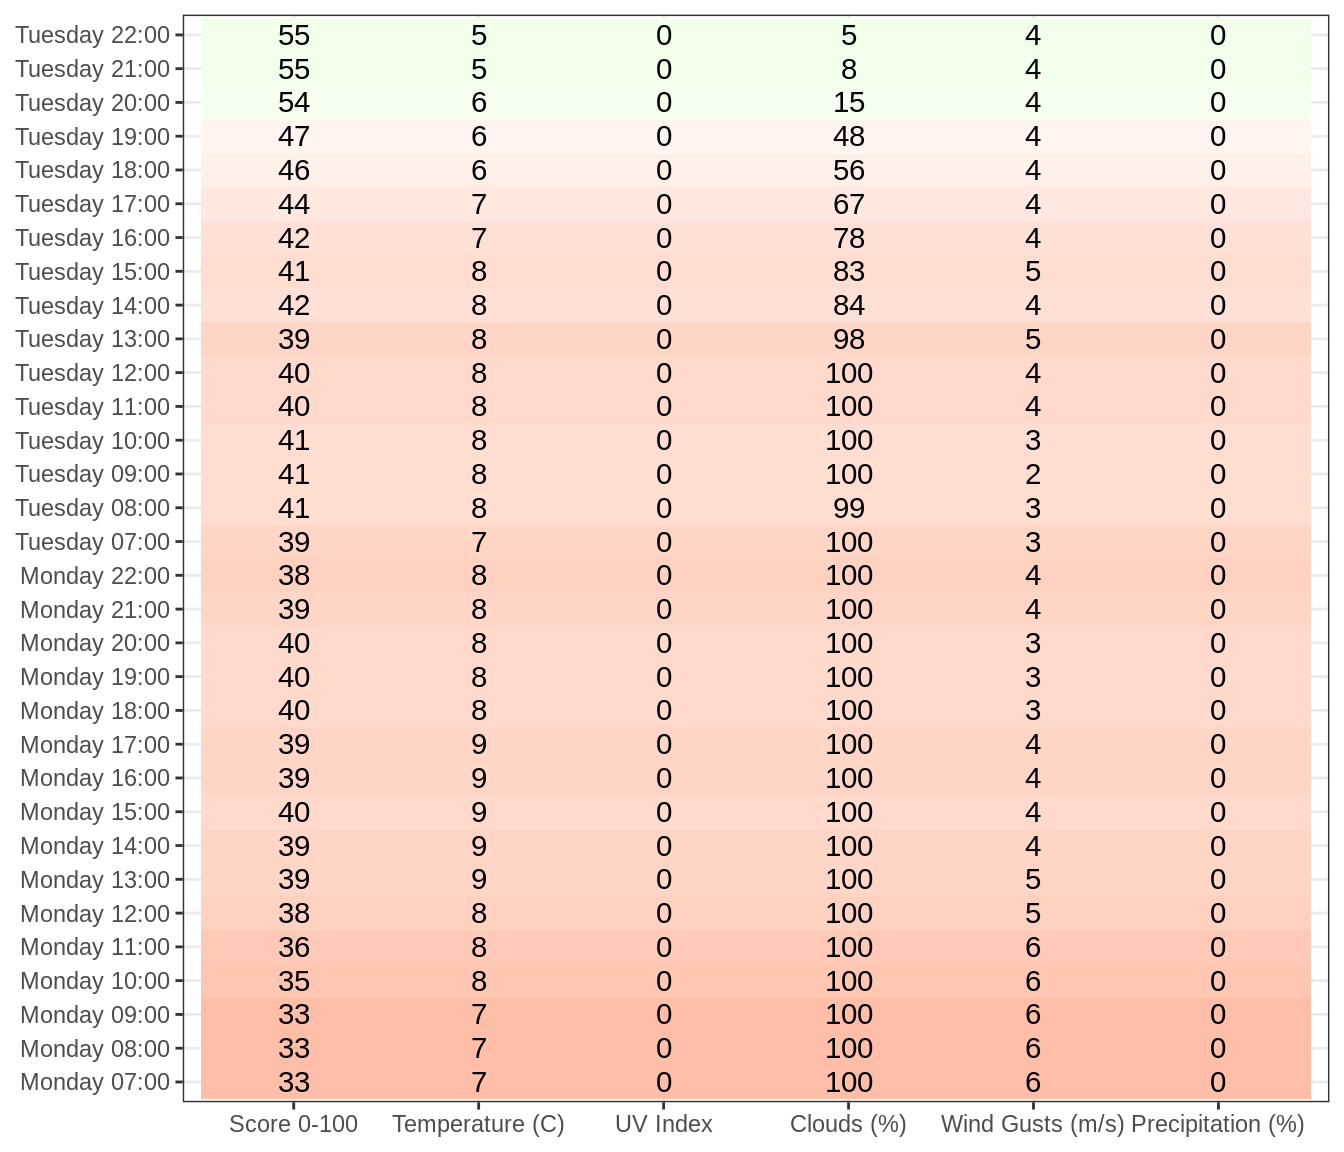 Tuesday 22:00 55 5 0 5 4 0
Tuesday 21:00 55 5 0 8 4 0
Tuesday 20:00 54 6 0 15 4 0
Tuesday 19:00 47 6 0 48 4 0
Tuesday 18:00 46 6 0 56 4 0
Tuesday 17:00 44 7 0 67 4 0
Tuesday 16:00 42 7 0 78 4 0
Tuesday 15:00 41 8 0 83 5 0
Tuesday 14:00 42 8 0 84 4 0
Tuesday 13:00 39 8 0 98 5 0
Tuesday 12:00 40 8 0 100 4 0
Tuesday 11:00 40 8 0 100 4 0
Tuesday 10:00 41 8 0 100 3 0
Tuesday 09:00 41 8 0 100 2 0
Tuesday 08:00 41 8 0 99 3 0
Tuesday 07:00 39 7 0 100 3 0
Monday 22:00 38 8 0 100 4 0
Monday 21:00 39 8 0 100 4 0
Monday 20:00 40 8 0 100 3 0
Monday 19:00 40 8 0 100 3 0
Monday 18:00 40 8 0 100 3 0
Monday 17:00 39 9 0 100 4 0
Monday 16:00 39 9 0 100 4 0
Monday 15:00 40 9 0 100 4 0
Monday 14:00 39 9 0 100 4 0
Monday 13:00 39 9 0 100 5 0
Monday 12:00 38 8 0 100 5 0
Monday 11:00 36 8 0 100 6 0
Monday 10:00 35 8 0 100 6 0
Monday 09:00 33 7 0 100 6 0
Monday 08:00 33 7 0 100 6 0
Monday 07:00 33 7 0 100 6 0
Score 0-100 Temperature (C) UV Index Clouds (%) Wind Gusts (m/s) Precipitation (%)